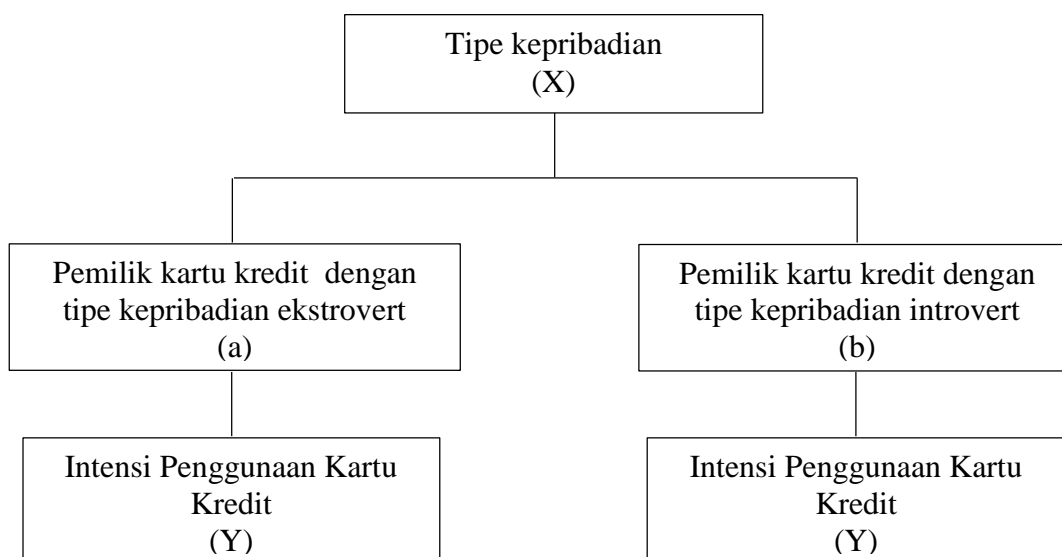 Tipe kepribadian
(X)
Pemilik kartu kredit dengan
tipe kepribadian ekstrovert
(a)
Pemilik kartu kredit dengan
tipe kepribadian introvert
(b)
Intensi Penggunaan Kartu
Kredit
(Y)
Intensi Penggunaan Kartu
Kredit
(Y)